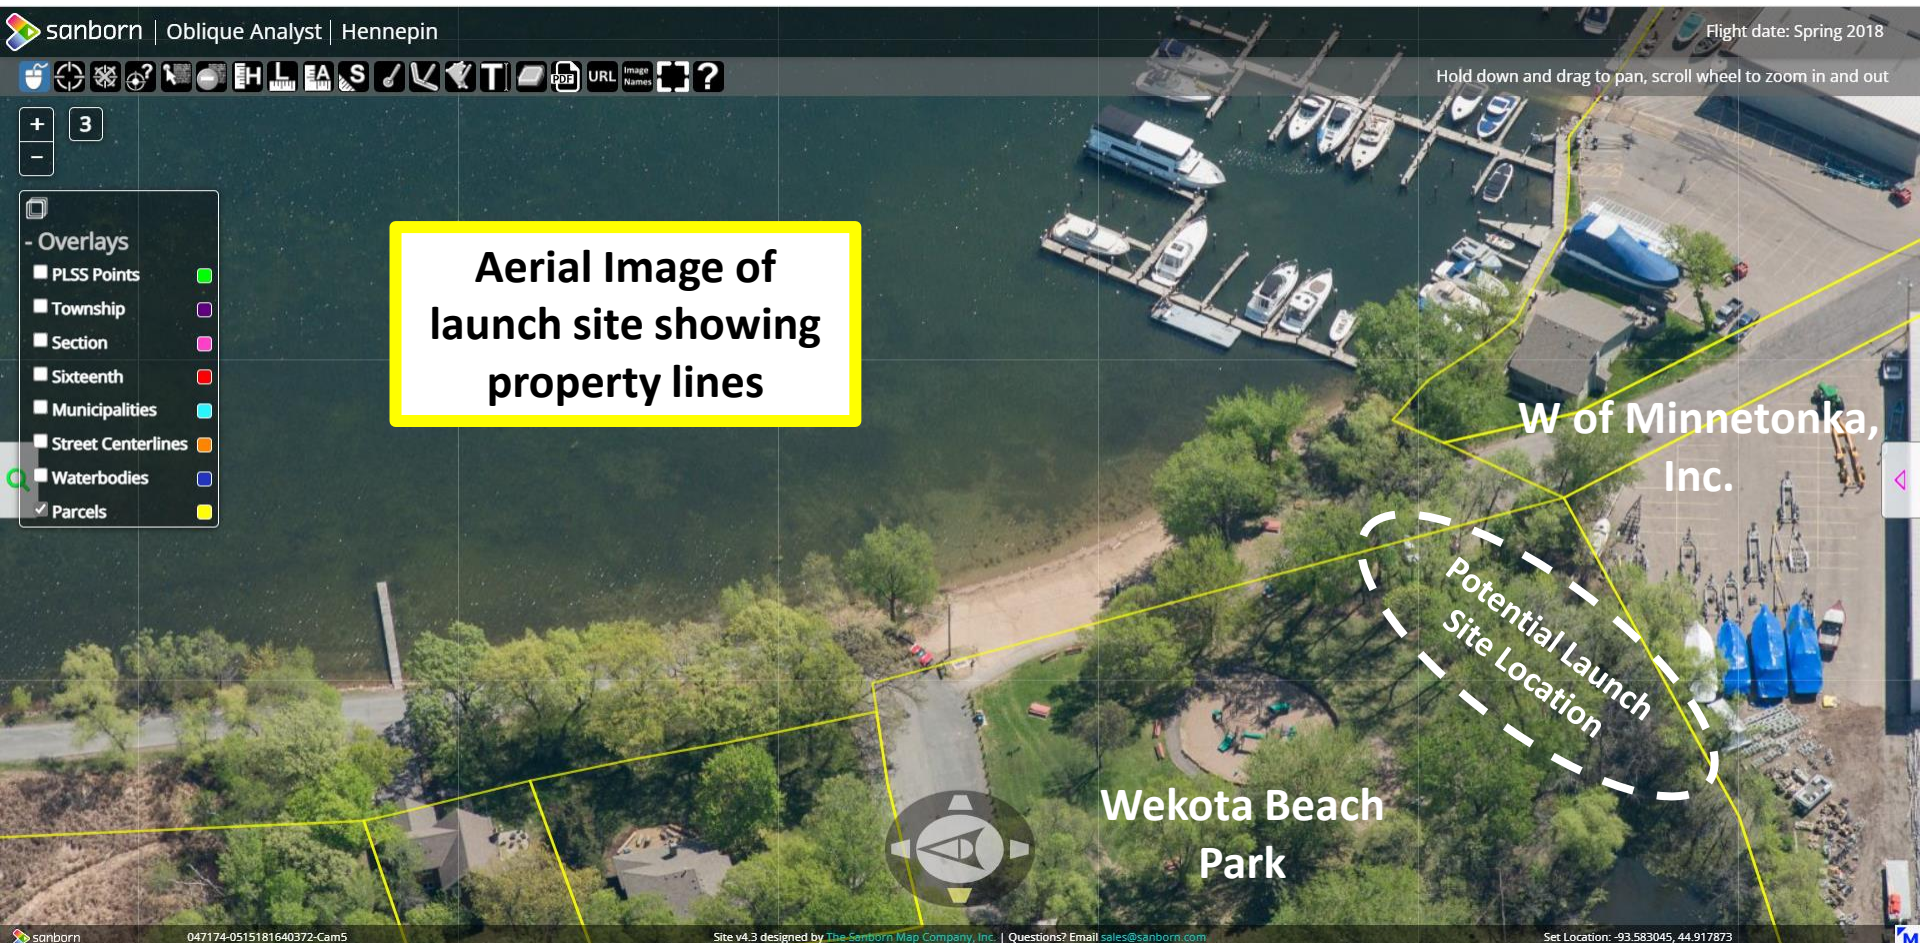 sanborn | Oblique Analyst | Hennepin
Flight date: Spring 2018
H L EA S T PDF URL Image Names ?
Hold down and drag to pan, scroll wheel to zoom in and out
+ 3
−
- Overlays
PLSS Points
Township
Section
Sixteenth
Municipalities
Street Centerlines
Waterbodies
Parcels
Aerial Image of
launch site showing
property lines
W of Minnetonka,
Inc.
Potential Launch
Site Location
Wekota Beach
Park
sanborn
047174-0515181640372-Cam5
Site v4.3 designed by The Sanborn Map Company, Inc. | Questions? Email sales@sanborn.com
Set Location: -93.583045, 44.917873
M